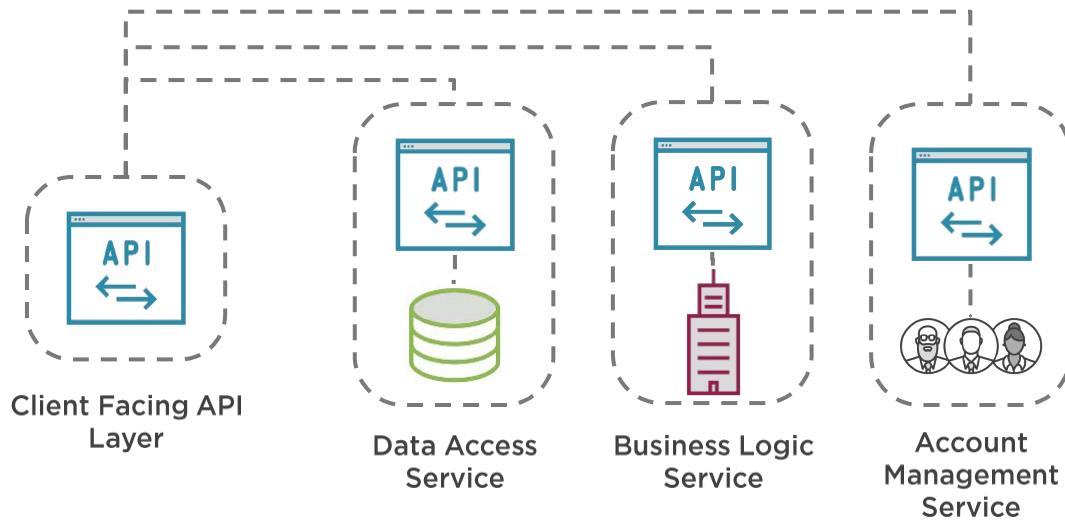 API
API
API
API
Client Facing API
Layer
Data Access
Service
Business Logic
Service
Account
Management
Service